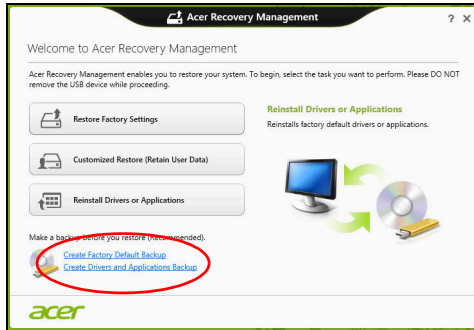 Acer Recovery Management
? X
Welcome to Acer Recovery Management
Acer Recovery Management enables you to restore your system. To begin, select the task you want to perform. Please DO NOT
remove the USB device while proceeding.
Restore Factory Settings
Customized Restore (Retain User Data)
Reinstall Drivers or Applications
Reinstall Drivers or Applications
Reinstalls factory default drivers or applications.
Make a backup before you restore (Recommended).
Create Factory Default Backup
Create Drivers and Applications Backup
acer